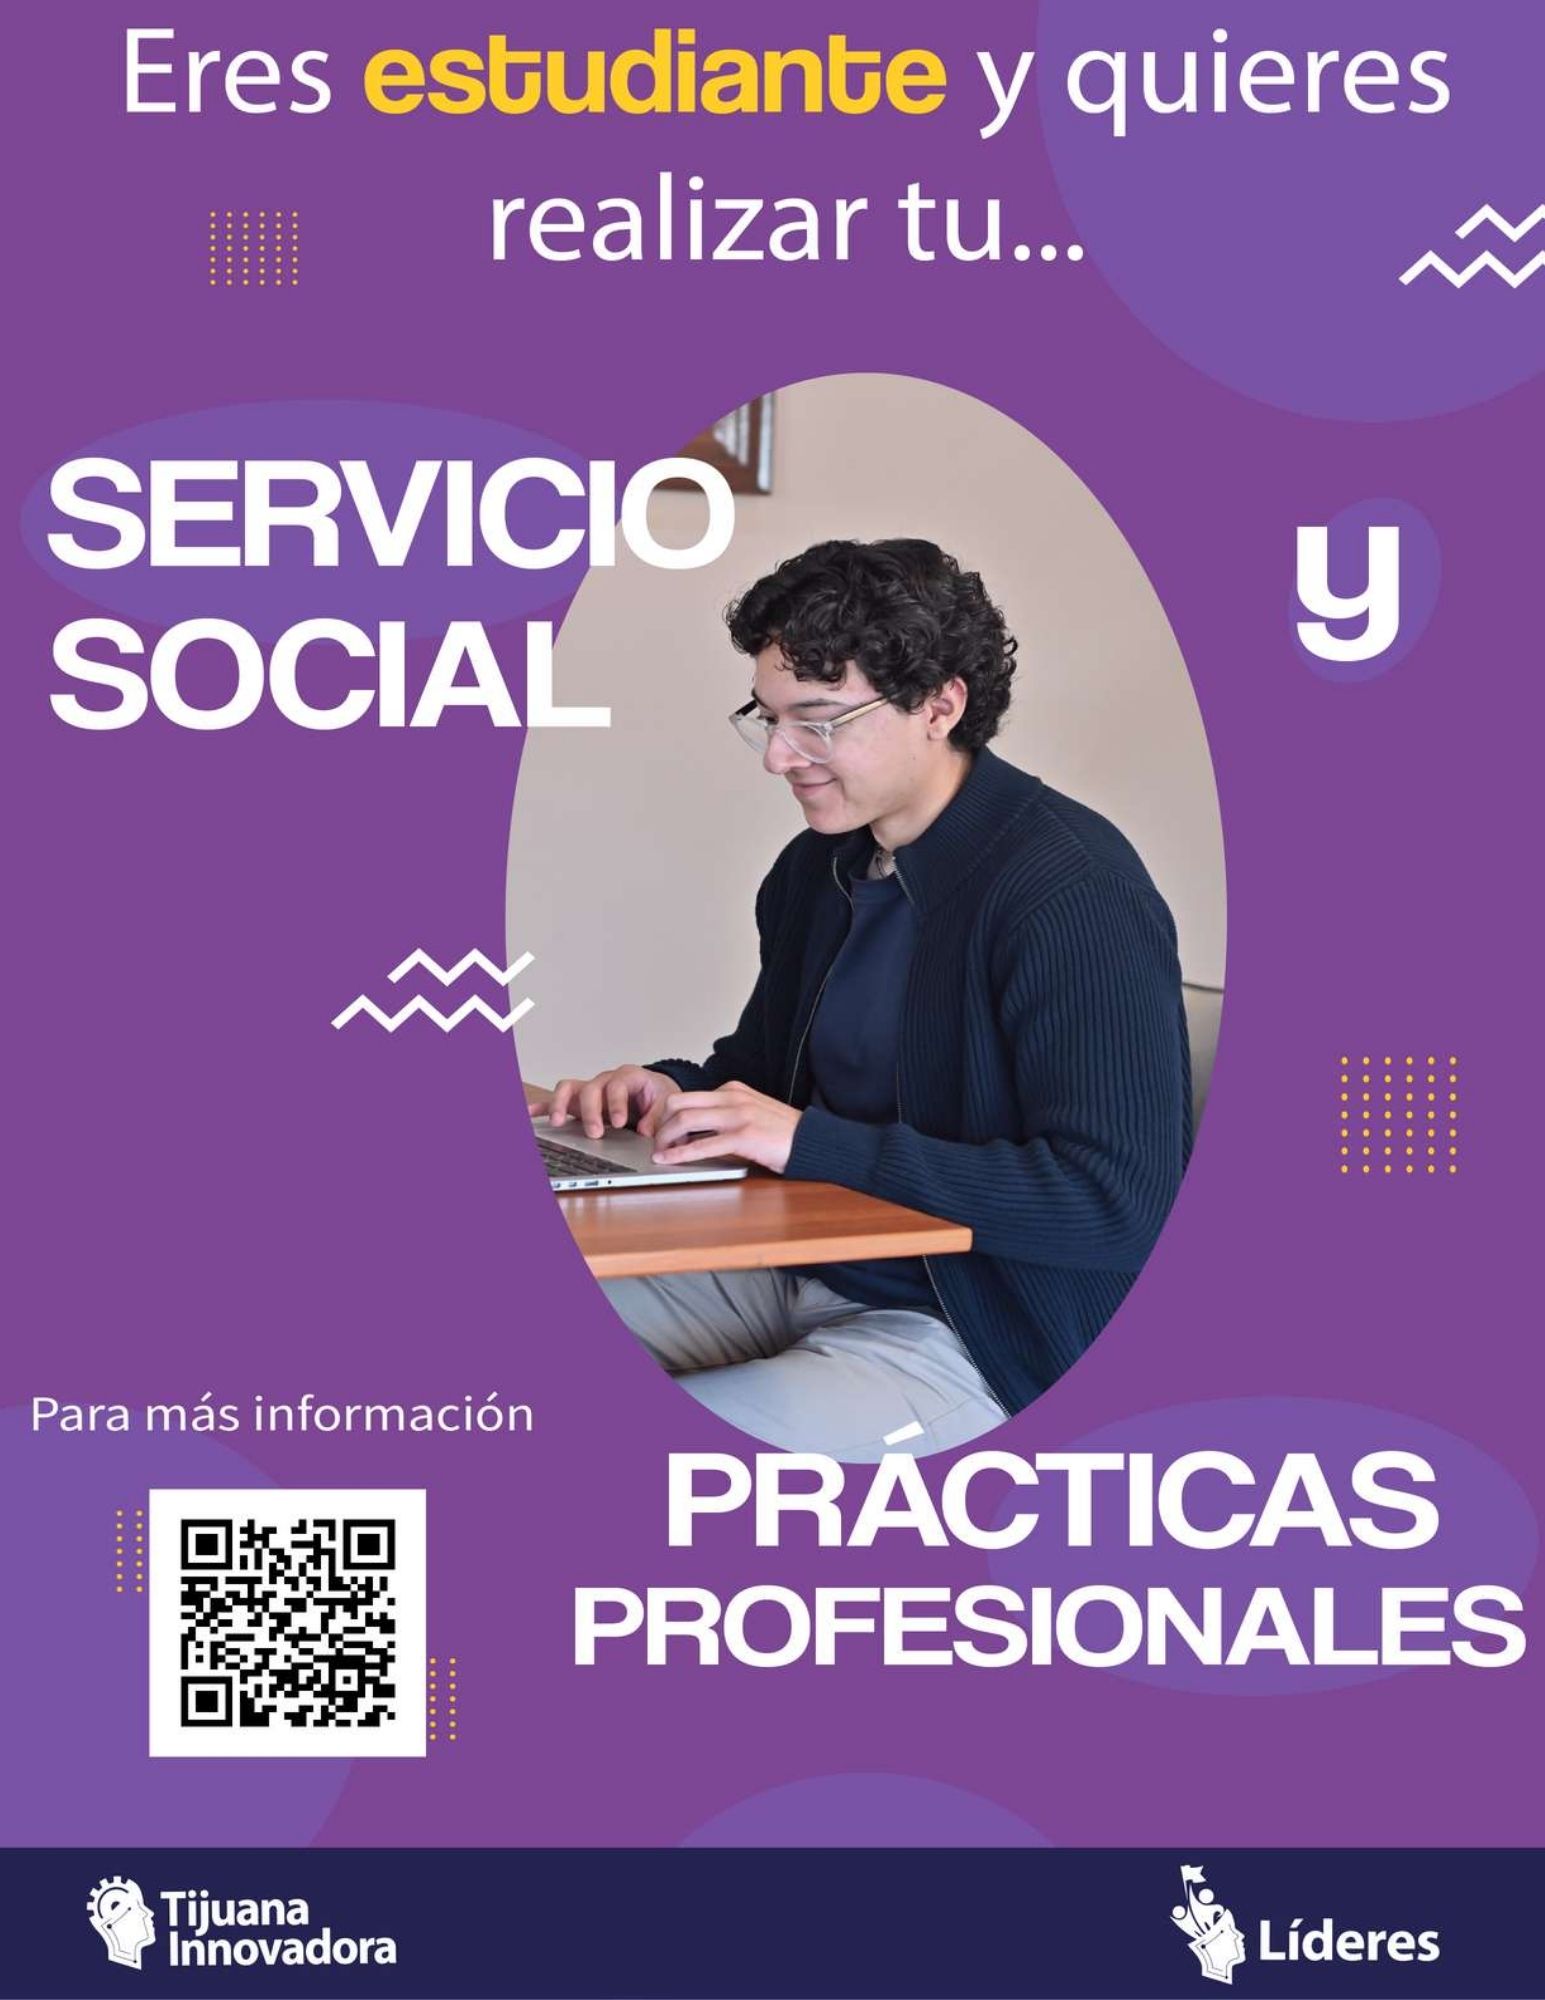 Eres estudiante y quieres
realizar tu...
SERVICIO
SOCIAL
y
PRÁCTICAS
PROFESIONALES
Para más información
Tijuana
Innovadora
Líderes